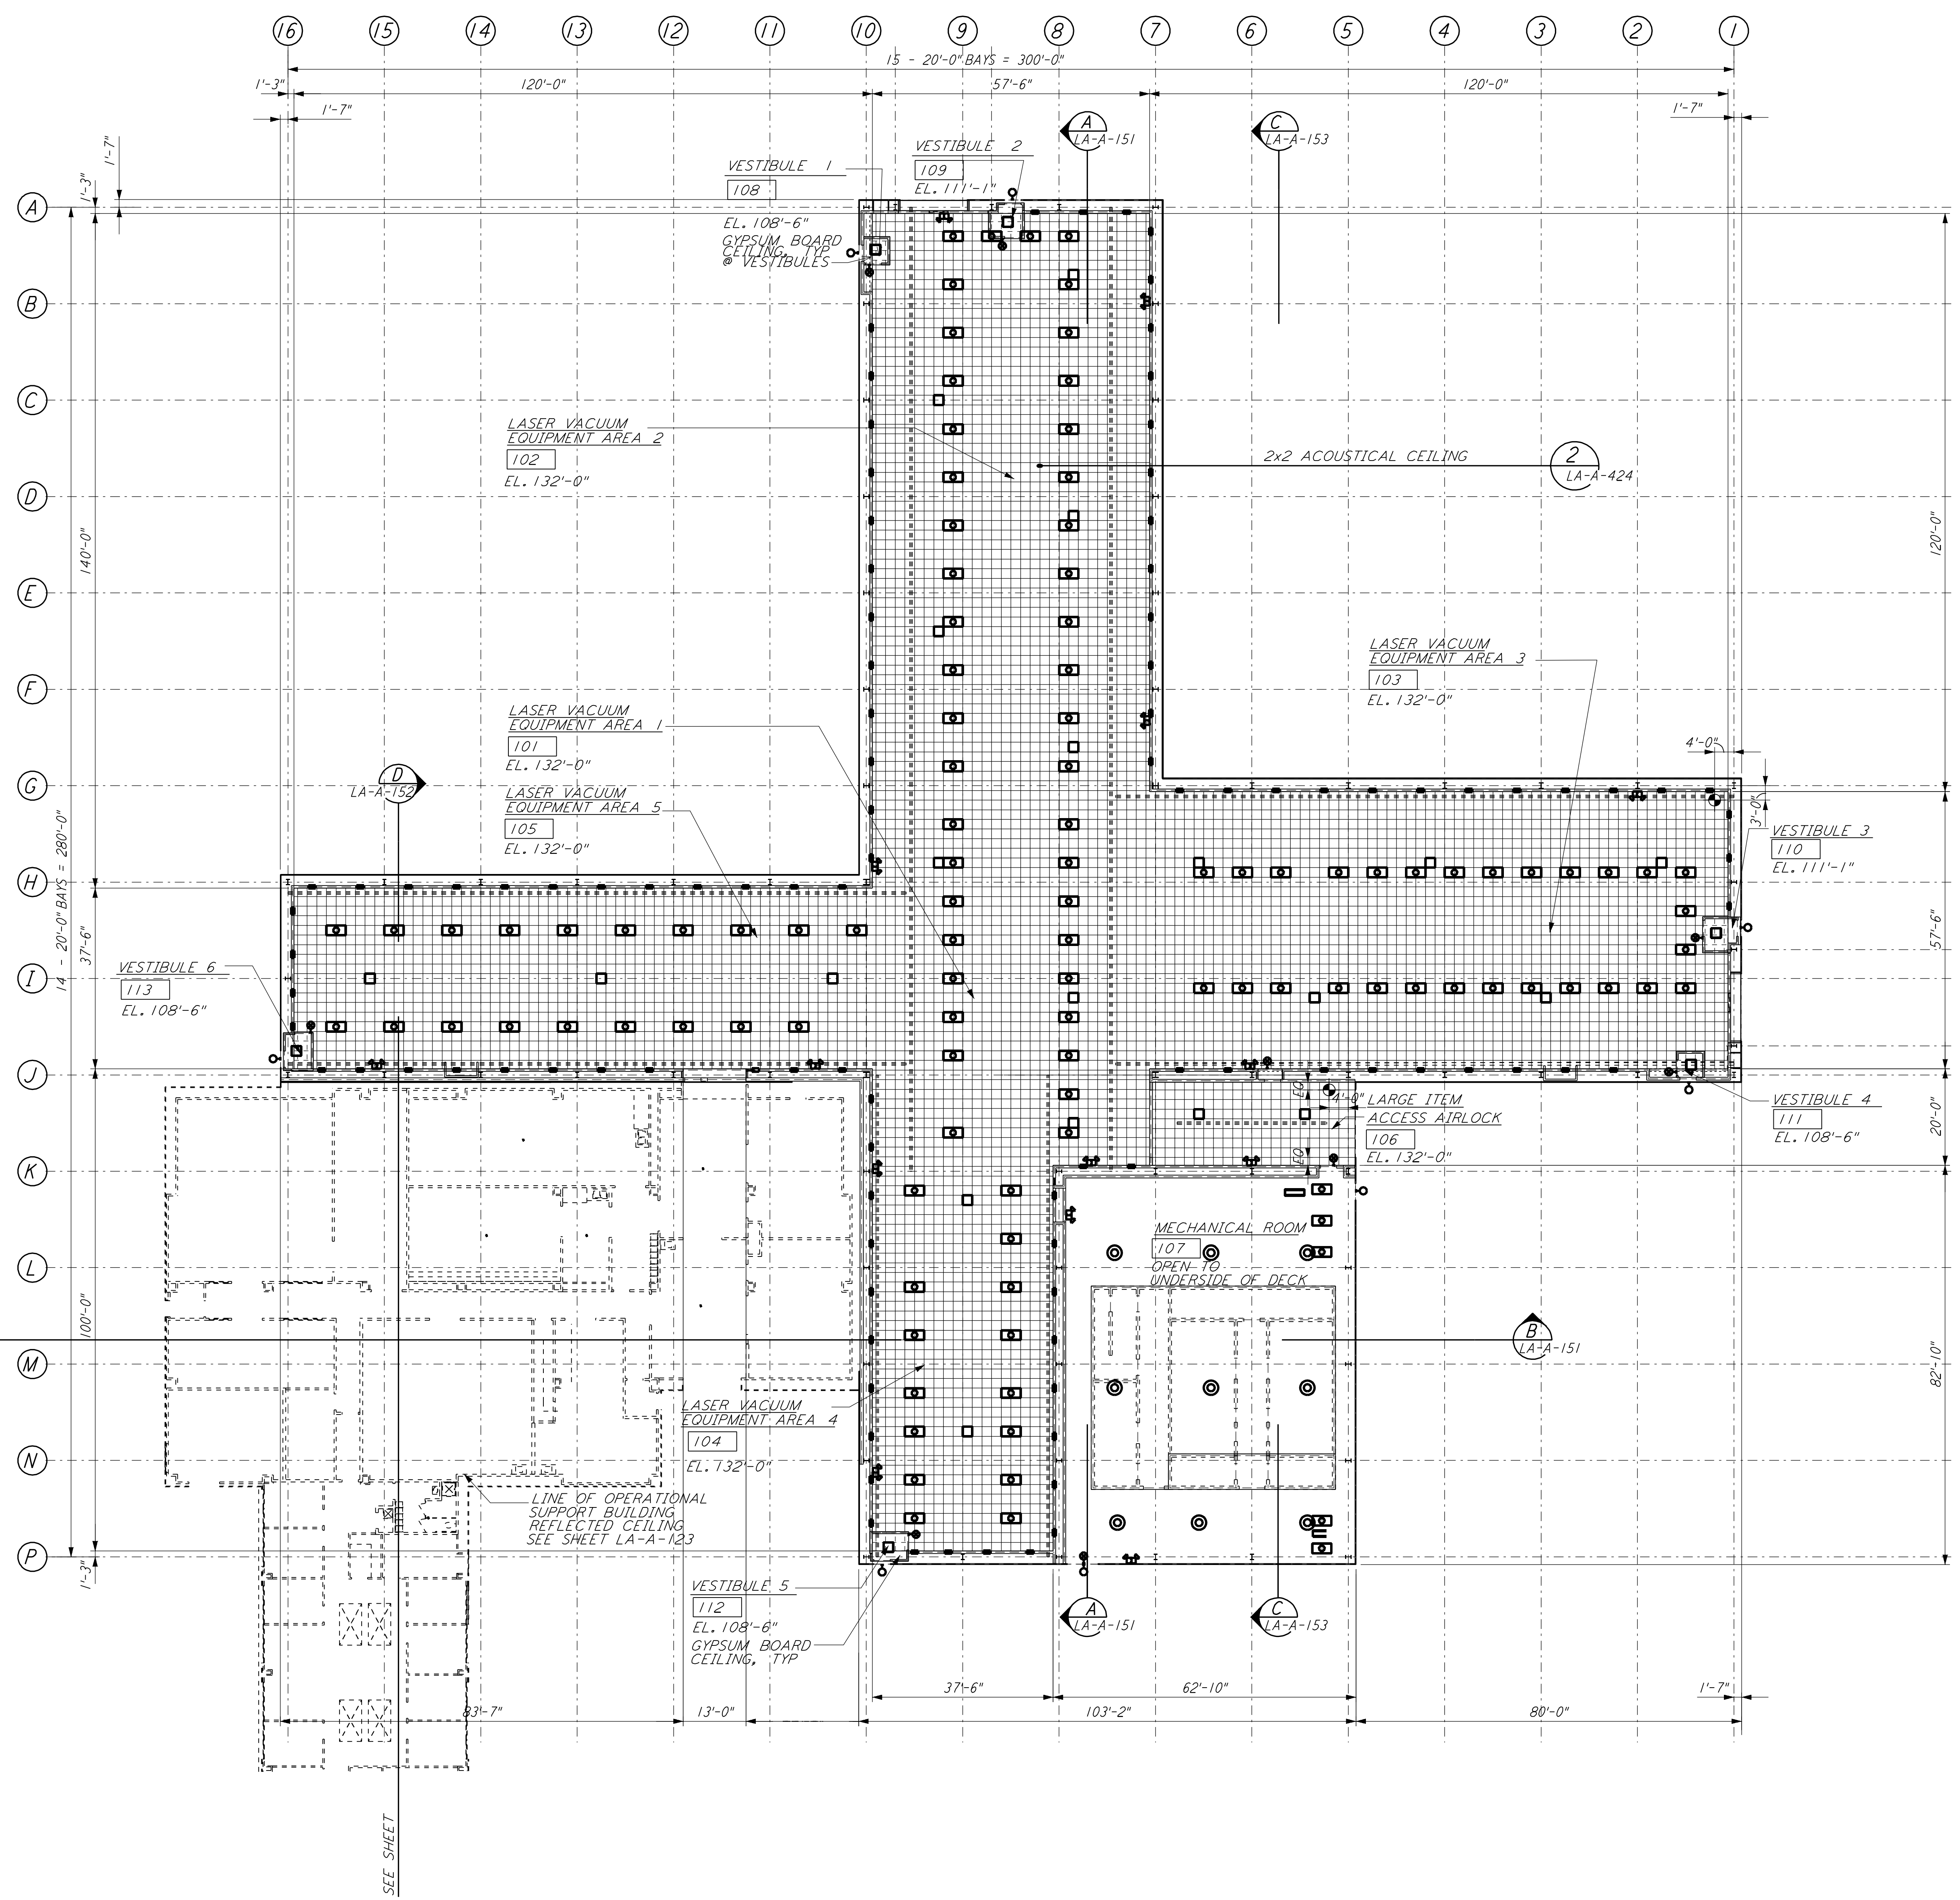 16 15 14 13 12 11 10 9 8 7 6 5 4 3 2 1
15 - 20'-0" BAYS = 300'-0"
1'-3" 120'-0" 57'-6" 120'-0"
1'-7" 1'-7"
A LA-A-151
C LA-A-153
1'-7"
1'-3"
VESTIBULE 1
108
EL. 108'-6"
GYPSUM BOARD
CEILING, TYP
@ VESTIBULES
VESTIBULE 2
109
EL. 111'-1"
A
B
C
D
E
F
G
H
I
J
K
L
M
N
P
LASER VACUUM
EQUIPMENT AREA 2
102
EL. 132'-0"
2x2 ACOUSTICAL CEILING
2
LA-A-424
140'-0"
120'-0"
LASER VACUUM
EQUIPMENT AREA 3
103
EL. 132'-0"
LASER VACUUM
EQUIPMENT AREA 1
101
EL. 132'-0"
4'-0"
3'-0"
D
LA-A-152
LASER VACUUM
EQUIPMENT AREA 5
105
EL. 132'-0"
VESTIBULE 3
110
EL. 111'-1"
14 - 20'-0" BAYS = 280'-0"
37'-6"
57'-6"
VESTIBULE 6
113
EL. 108'-6"
EQ
4'-0"
LARGE ITEM
ACCESS AIRLOCK
106
EL. 132'-0"
EQ
VESTIBULE 4
111
EL. 108'-6"
20'-0"
MECHANICAL ROOM
107
OPEN TO
UNDERSIDE OF DECK
100'-0"
B
LA-A-151
82'-10"
LASER VACUUM
EQUIPMENT AREA 4
104
EL. 132'-0"
LINE OF OPERATIONAL
SUPPORT BUILDING
REFLECTED CEILING
SEE SHEET LA-A-123
1'-3"
VESTIBULE 5
112
EL. 108'-6"
GYPSUM BOARD
CEILING, TYP
A
LA-A-151
C
LA-A-153
37'-6" 62'-10" 1'-7"
83'-7" 13'-0" 103'-2" 80'-0"
SEE SHEET